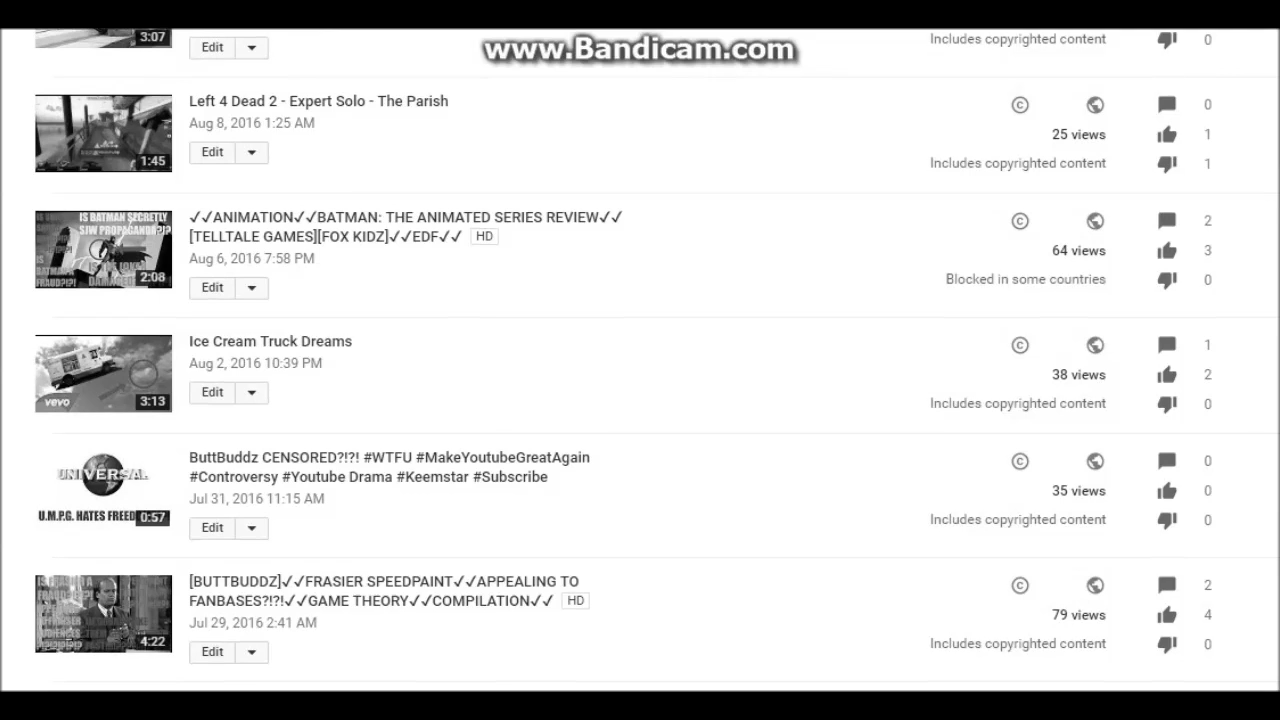 www.Bandicam.com
3:07
Edit
Includes copyrighted content
0
Left 4 Dead 2 - Expert Solo - The Parish
Aug 8, 2016 1:25 AM
Edit
1:45
25 views
Includes copyrighted content
0
1
1
✓✓ANIMATION✓✓BATMAN: THE ANIMATED SERIES REVIEW✓✓
[TELLTALE GAMES][FOX KIDZ]✓✓EDF✓✓ HD
Aug 6, 2016 7:58 PM
Edit
IS BATMAN SECRETLY
SJW PROPAGANDA?!?
2:08
64 views
Blocked in some countries
2
3
0
Ice Cream Truck Dreams
Aug 2, 2016 10:39 PM
Edit
vevo
3:13
38 views
Includes copyrighted content
1
2
0
ButtBuddz CENSORED?!?! #WTFU #MakeYoutubeGreatAgain
#Controversy #Youtube Drama #Keemstar #Subscribe
Jul 31, 2016 11:15 AM
Edit
UNIVERSAL
U.M.P.G. HATES FREED
0:57
35 views
Includes copyrighted content
0
0
0
[BUTTBUDDZ]✓✓FRASIER SPEEDPAINT✓✓APPEALING TO
FANBASES?!?!✓✓GAME THEORY✓✓COMPILATION✓✓ HD
Jul 29, 2016 2:41 AM
Edit
4:22
79 views
Includes copyrighted content
2
4
0